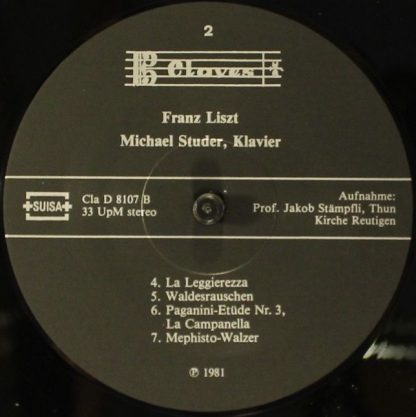 2
Claves
Franz Liszt
Michael Studer, Klavier
SUISA
Cla D 8107 B
33 UpM stereo
Aufnahme:
Prof. Jakob Stämpfli, Thun
Kirche Reutigen
4. La Leggierezza
5. Waldesrauschen
6. Paganini-Etüde Nr. 3,
La Campanella
7. Mephisto-Walzer
℗ 1981